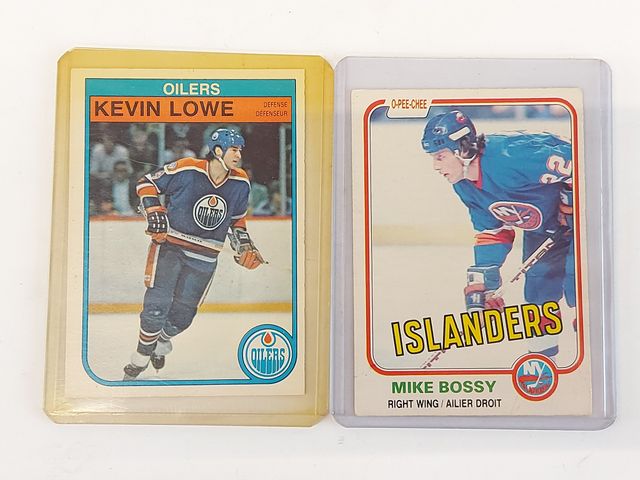 OILERS
KEVIN LOWE
DEFENSE
DÉFENSEUR
OILERS
OILERS
O-PEE-CHEE
22
ISLANDERS
NY
MIKE BOSSY
RIGHT WING / AILIER DROIT